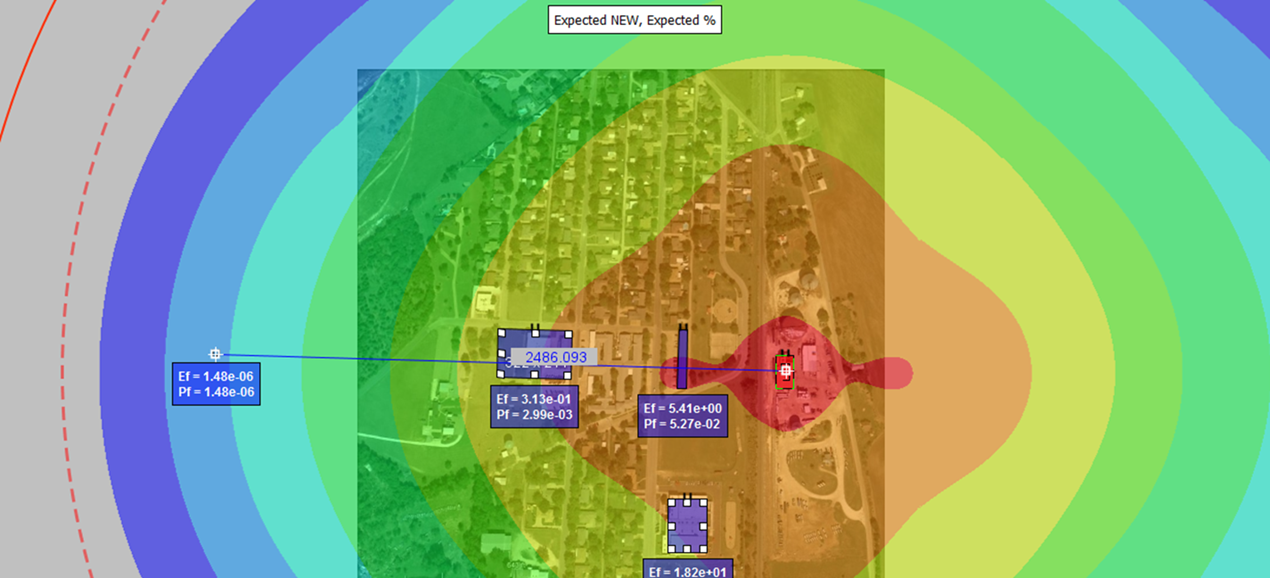 Expected NEW, Expected %
2486.093
Ef = 1.48e-06
Pf = 1.48e-06
Ef = 3.13e-01
Pf = 2.99e-03
Ef = 5.41e+00
Pf = 5.27e-02
Ef = 1.82e+01